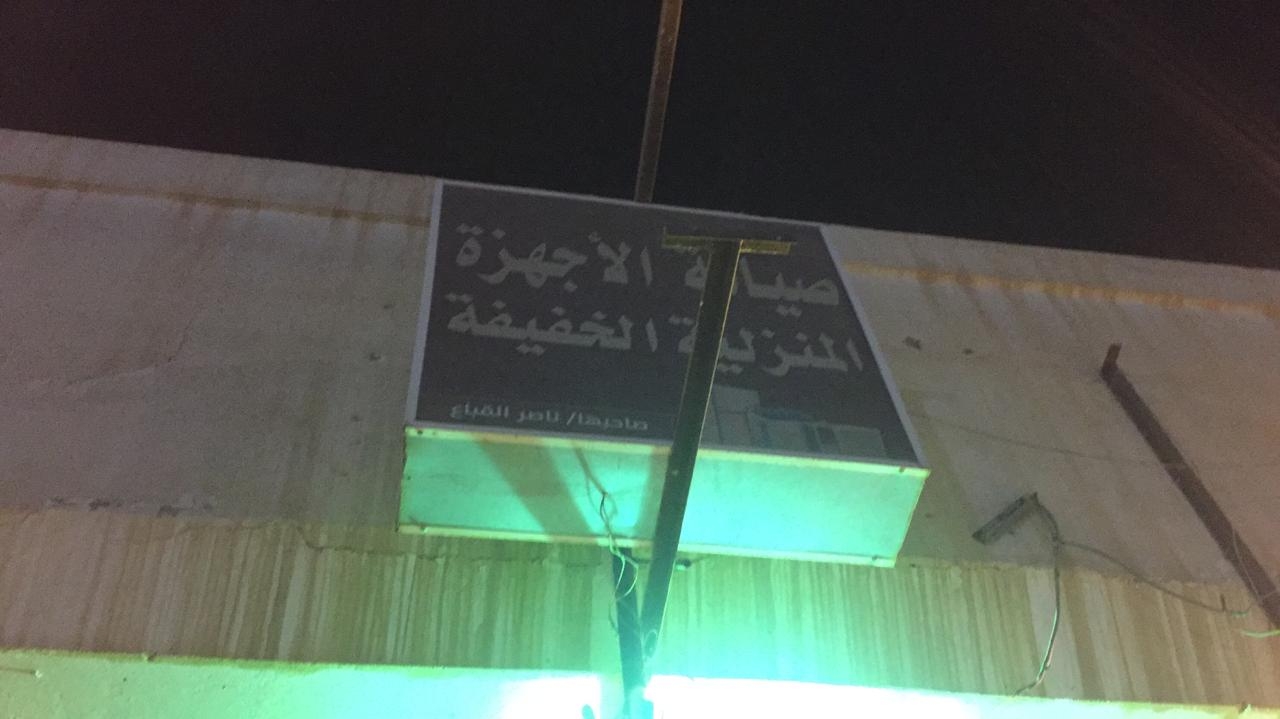 صيانة الأجهزة
المنزلية الخفيفة
صاحبها/ ناصر القباع